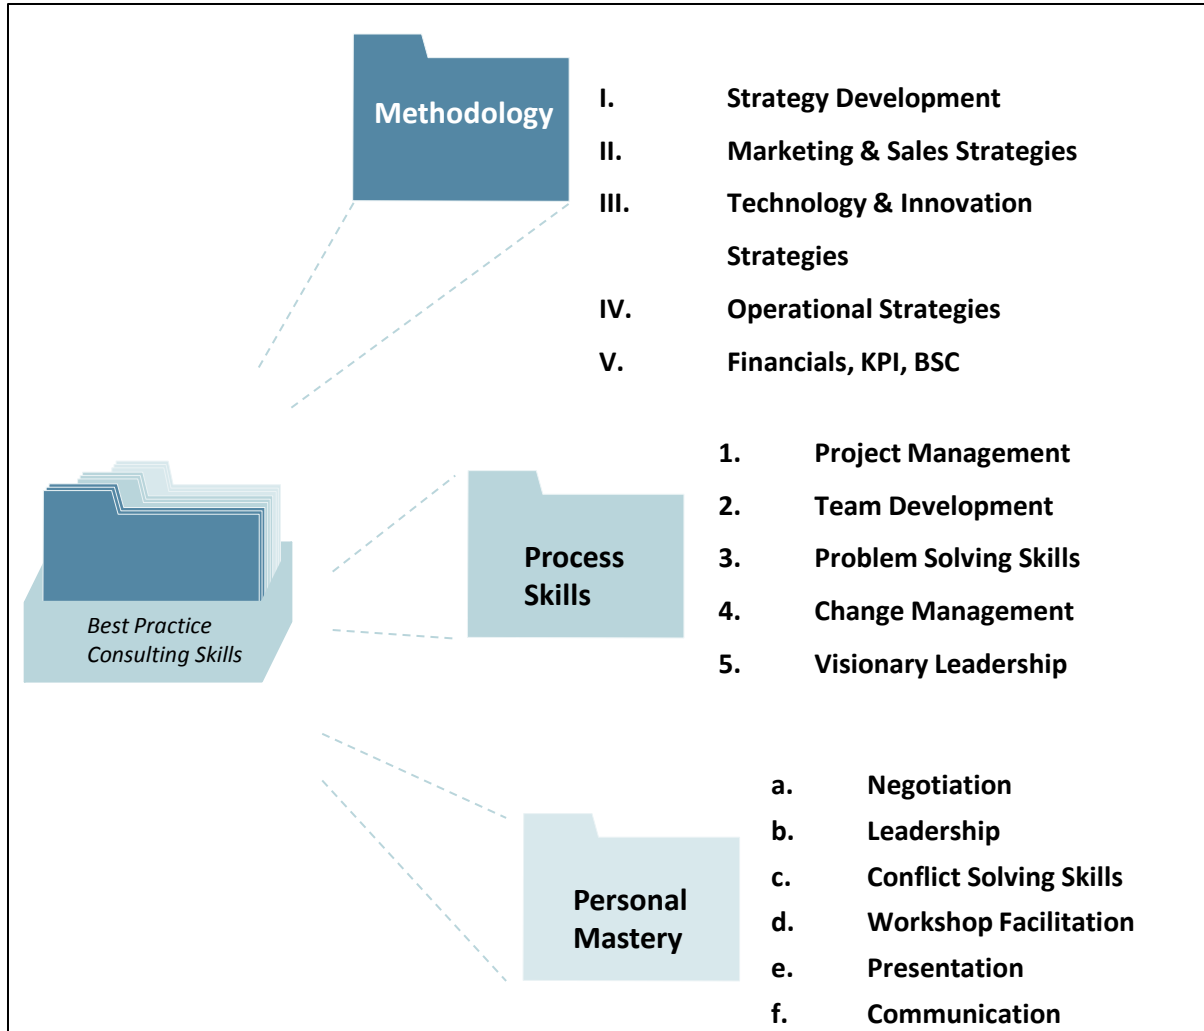 Methodology
I. Strategy Development
II. Marketing & Sales Strategies
III. Technology & Innovation
Strategies
IV. Operational Strategies
V. Financials, KPI, BSC
Best Practice
Consulting Skills
Process
Skills
1. Project Management
2. Team Development
3. Problem Solving Skills
4. Change Management
5. Visionary Leadership
Personal
Mastery
a. Negotiation
b. Leadership
c. Conflict Solving Skills
d. Workshop Facilitation
e. Presentation
f. Communication